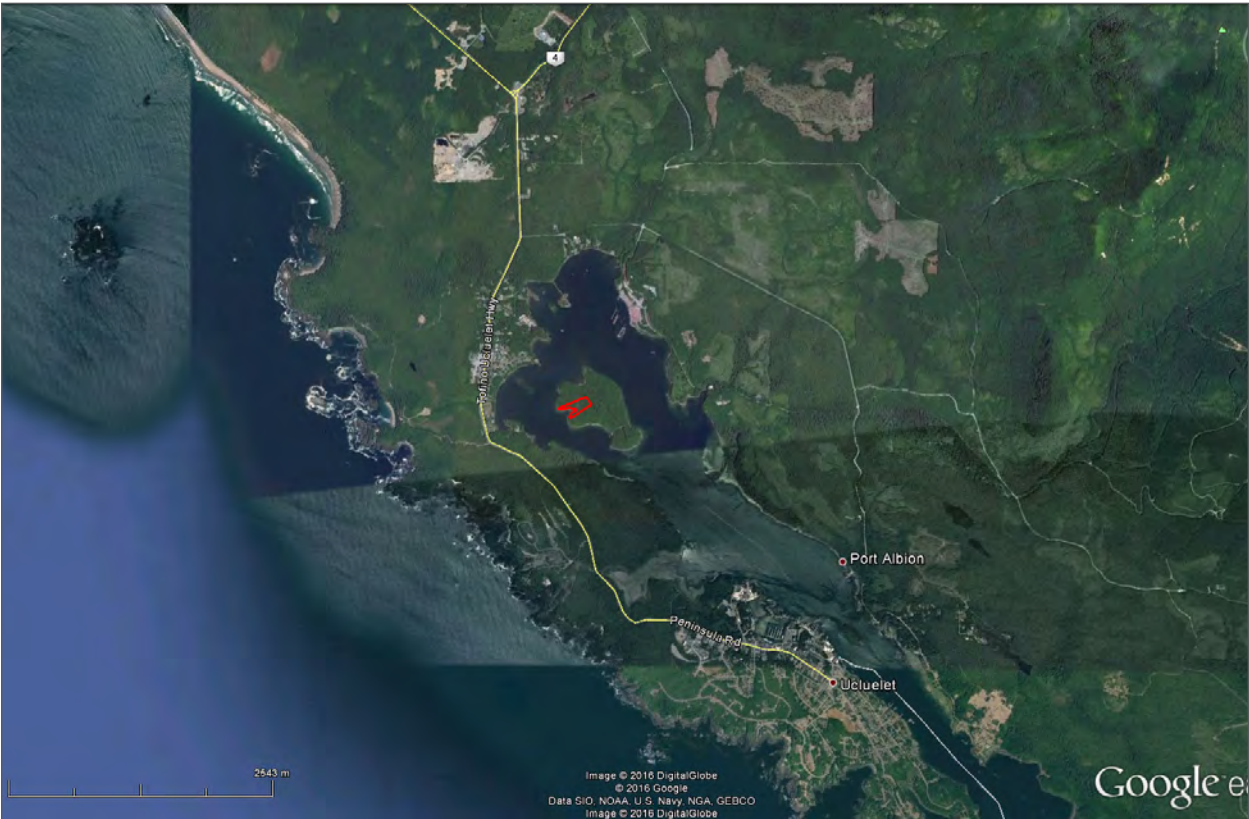 4
Tofino-Ucluelet Hwy
Port Albion
Peninsula Rd
Ucluelet
2543 m
Image © 2016 DigitalGlobe
© 2016 Google
Data SIO, NOAA, U.S. Navy, NGA, GEBCO
Image © 2016 DigitalGlobe
Google ea